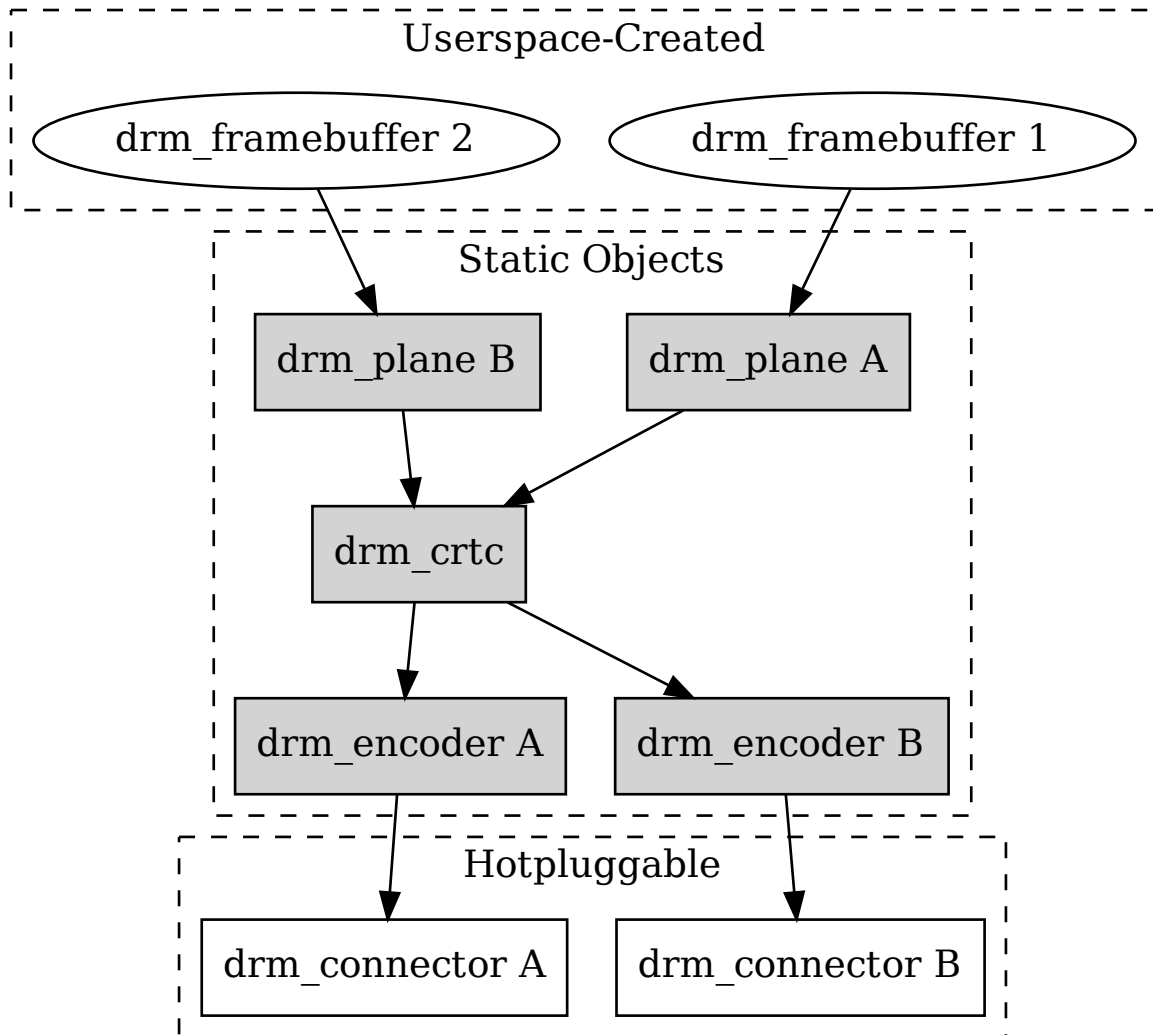 Userspace-Created
drm_framebuffer 2
drm_framebuffer 1
Static Objects
drm_plane B
drm_plane A
drm_crtc
drm_encoder A
drm_encoder B
Hotpluggable
drm_connector A
drm_connector B